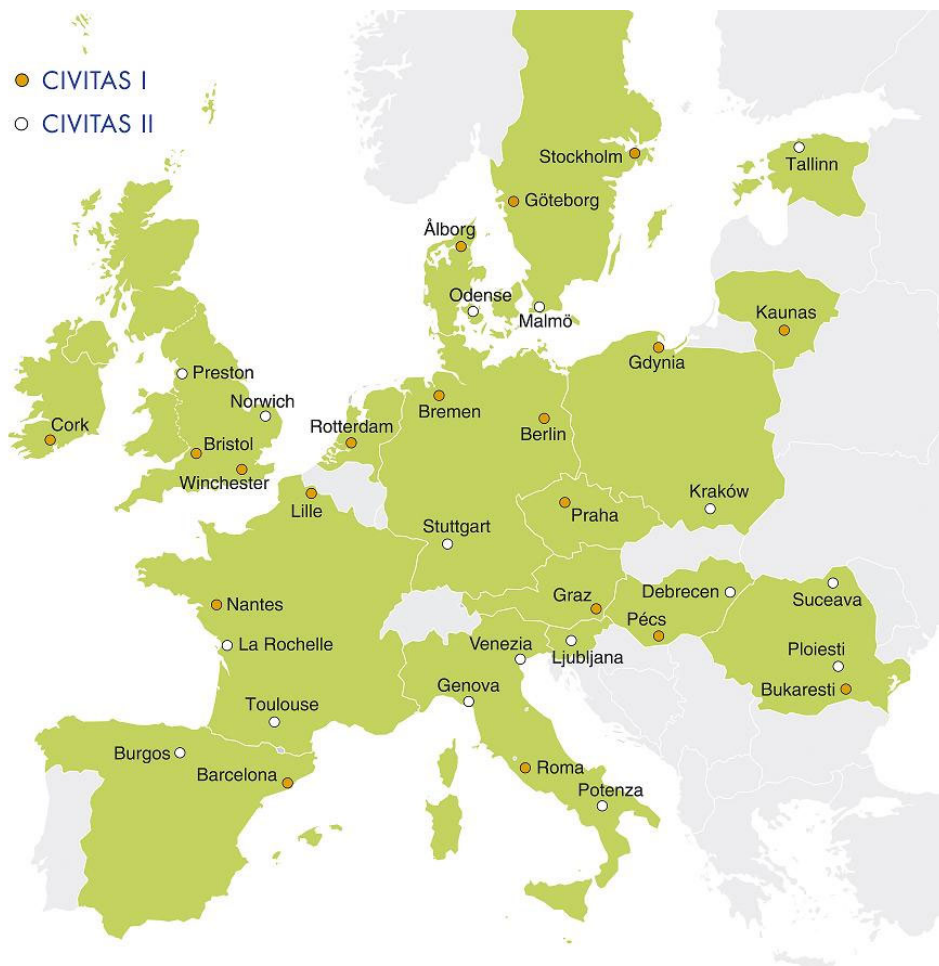 CIVITAS I
CIVITAS II
Stockholm
Tallinn
Göteborg
Ålborg
Odense
Malmö
Kaunas
Gdynia
Preston
Norwich
Bremen
Berlin
Cork
Rotterdam
Bristol
Winchester
Lille
Kraków
Praha
Stuttgart
Graz
Debrecen
Suceava
Nantes
Pécs
La Rochelle
Venezia
Ljubljana
Ploiesti
Genova
Bukaresti
Toulouse
Burgos
Barcelona
Roma
Potenza